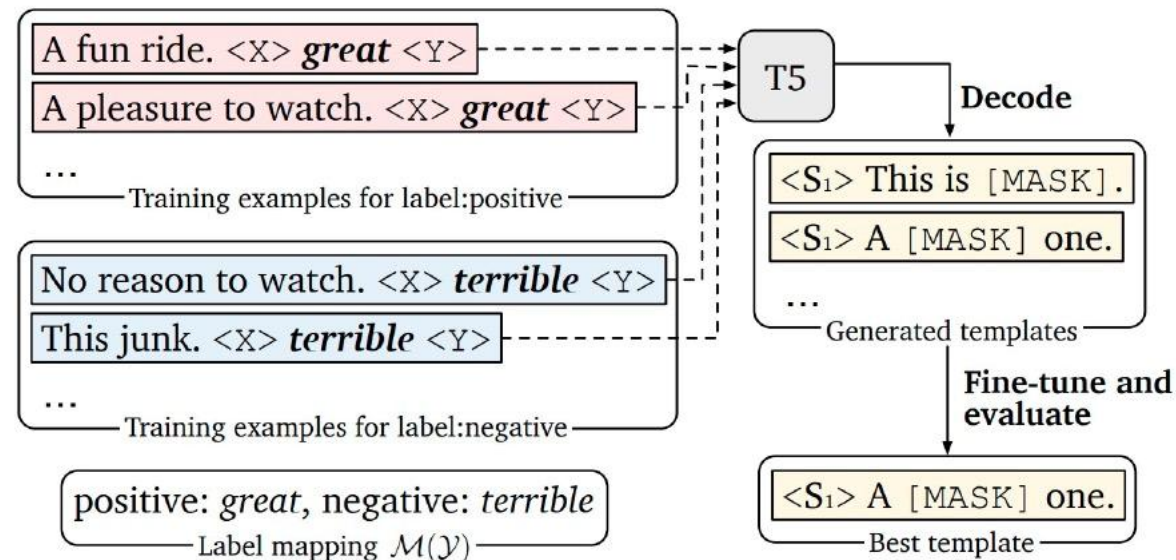 A fun ride. <X> great <Y>
A pleasure to watch. <X> great <Y>
...
Training examples for label:positive
No reason to watch. <X> terrible <Y>
This junk. <X> terrible <Y>
...
Training examples for label:negative
positive: great, negative: terrible
Label mapping ℳ(𝒴)
T5
Decode
<S₁> This is [MASK].
<S₁> A [MASK] one.
...
Generated templates
Fine-tune and
evaluate
<S₁> A [MASK] one.
Best template